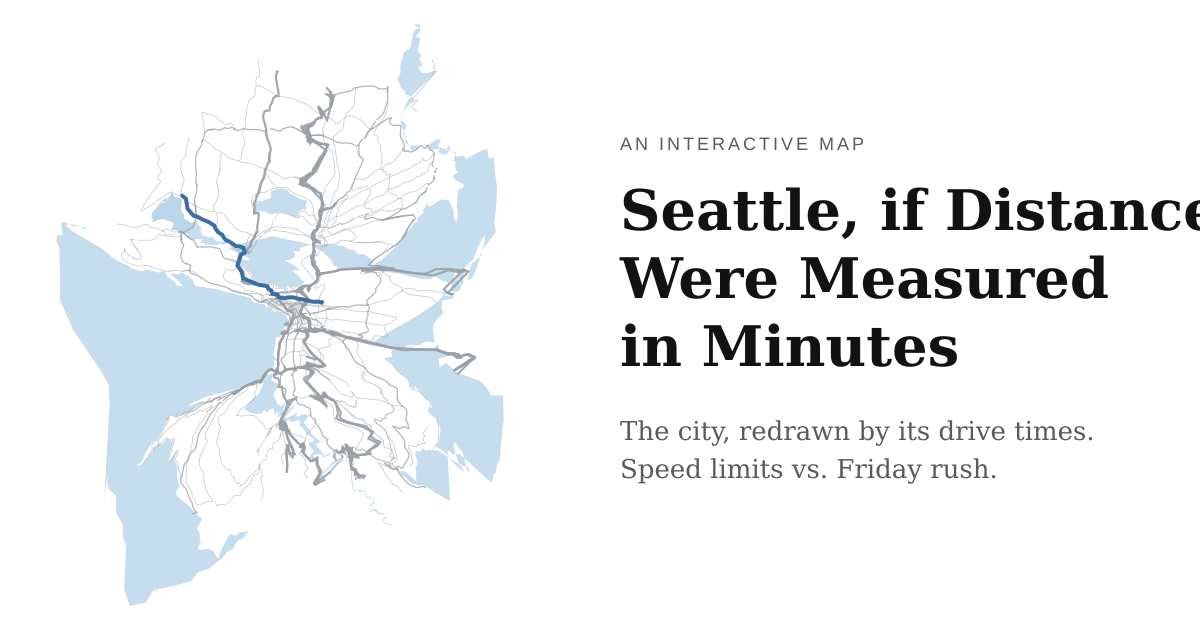 AN INTERACTIVE MAP
Seattle, if Distance
Were Measured
in Minutes
The city, redrawn by its drive times.
Speed limits vs. Friday rush.